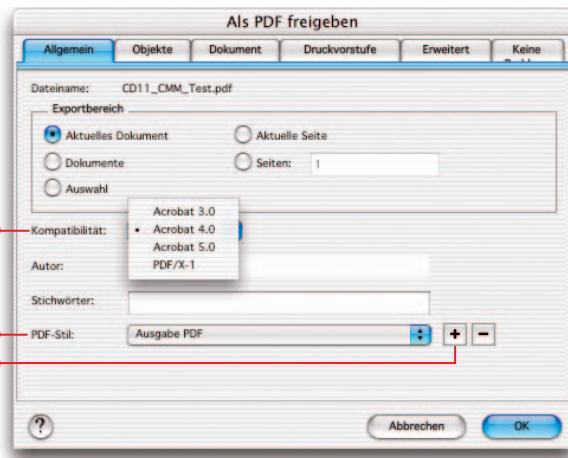 Als PDF freigeben
Allgemein Objekte Dokument Druckvorstufe Erweitert Keine
Dateiname: CD11_CMM_Test.pdf
Exportbereich
Aktuelles Dokument Aktuelle Seite
Dokumente Seiten: 1
Auswahl
Acrobat 3.0
Kompatibilität: • Acrobat 4.0
Acrobat 5.0
PDF/X-1
Autor:
Stichwörter:
PDF-Stil: Ausgabe PDF + −
? Abbrechen OK